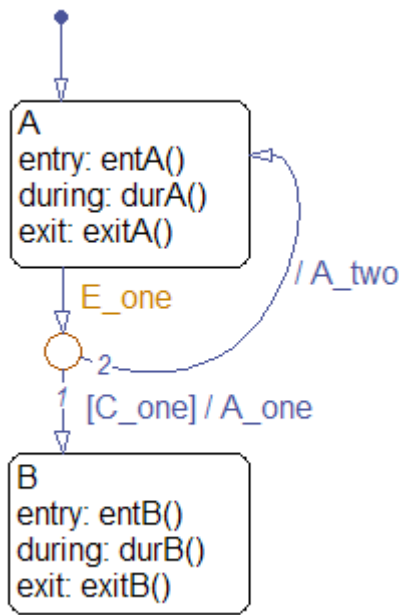 A
entry: entA()
during: durA()
exit: exitA()
E_one
/ A_two
2
1
[C_one] / A_one
B
entry: entB()
during: durB()
exit: exitB()